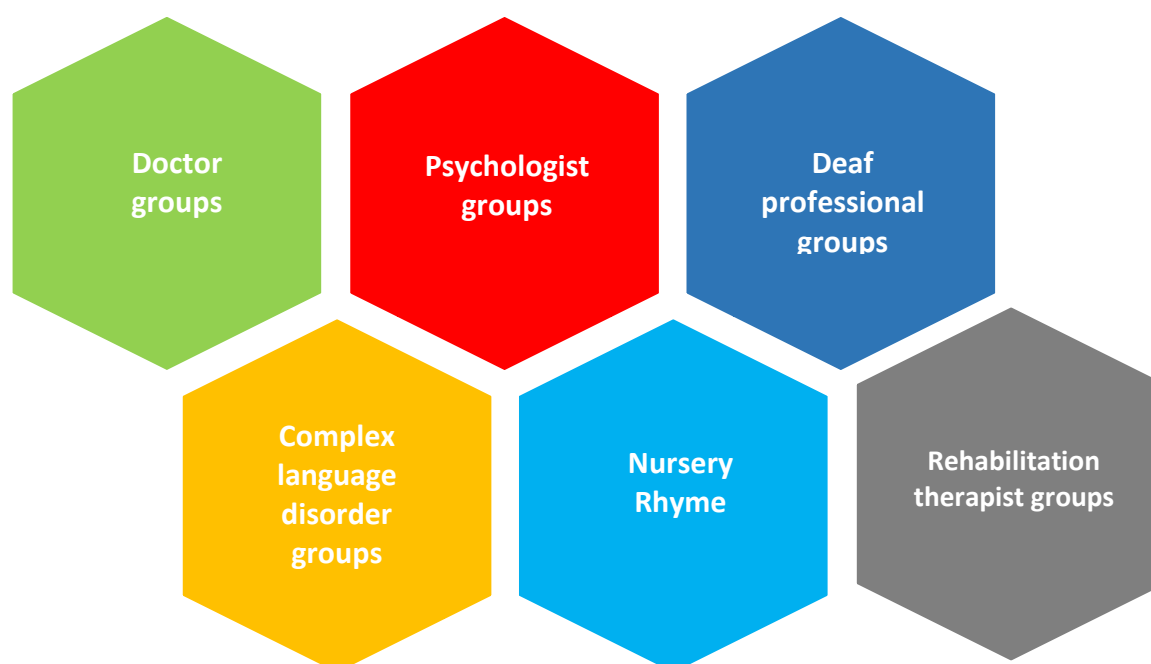 Doctor
groups
Psychologist
groups
Deaf
professional
groups
Complex
language
disorder
groups
Nursery
Rhyme
Rehabilitation
therapist groups